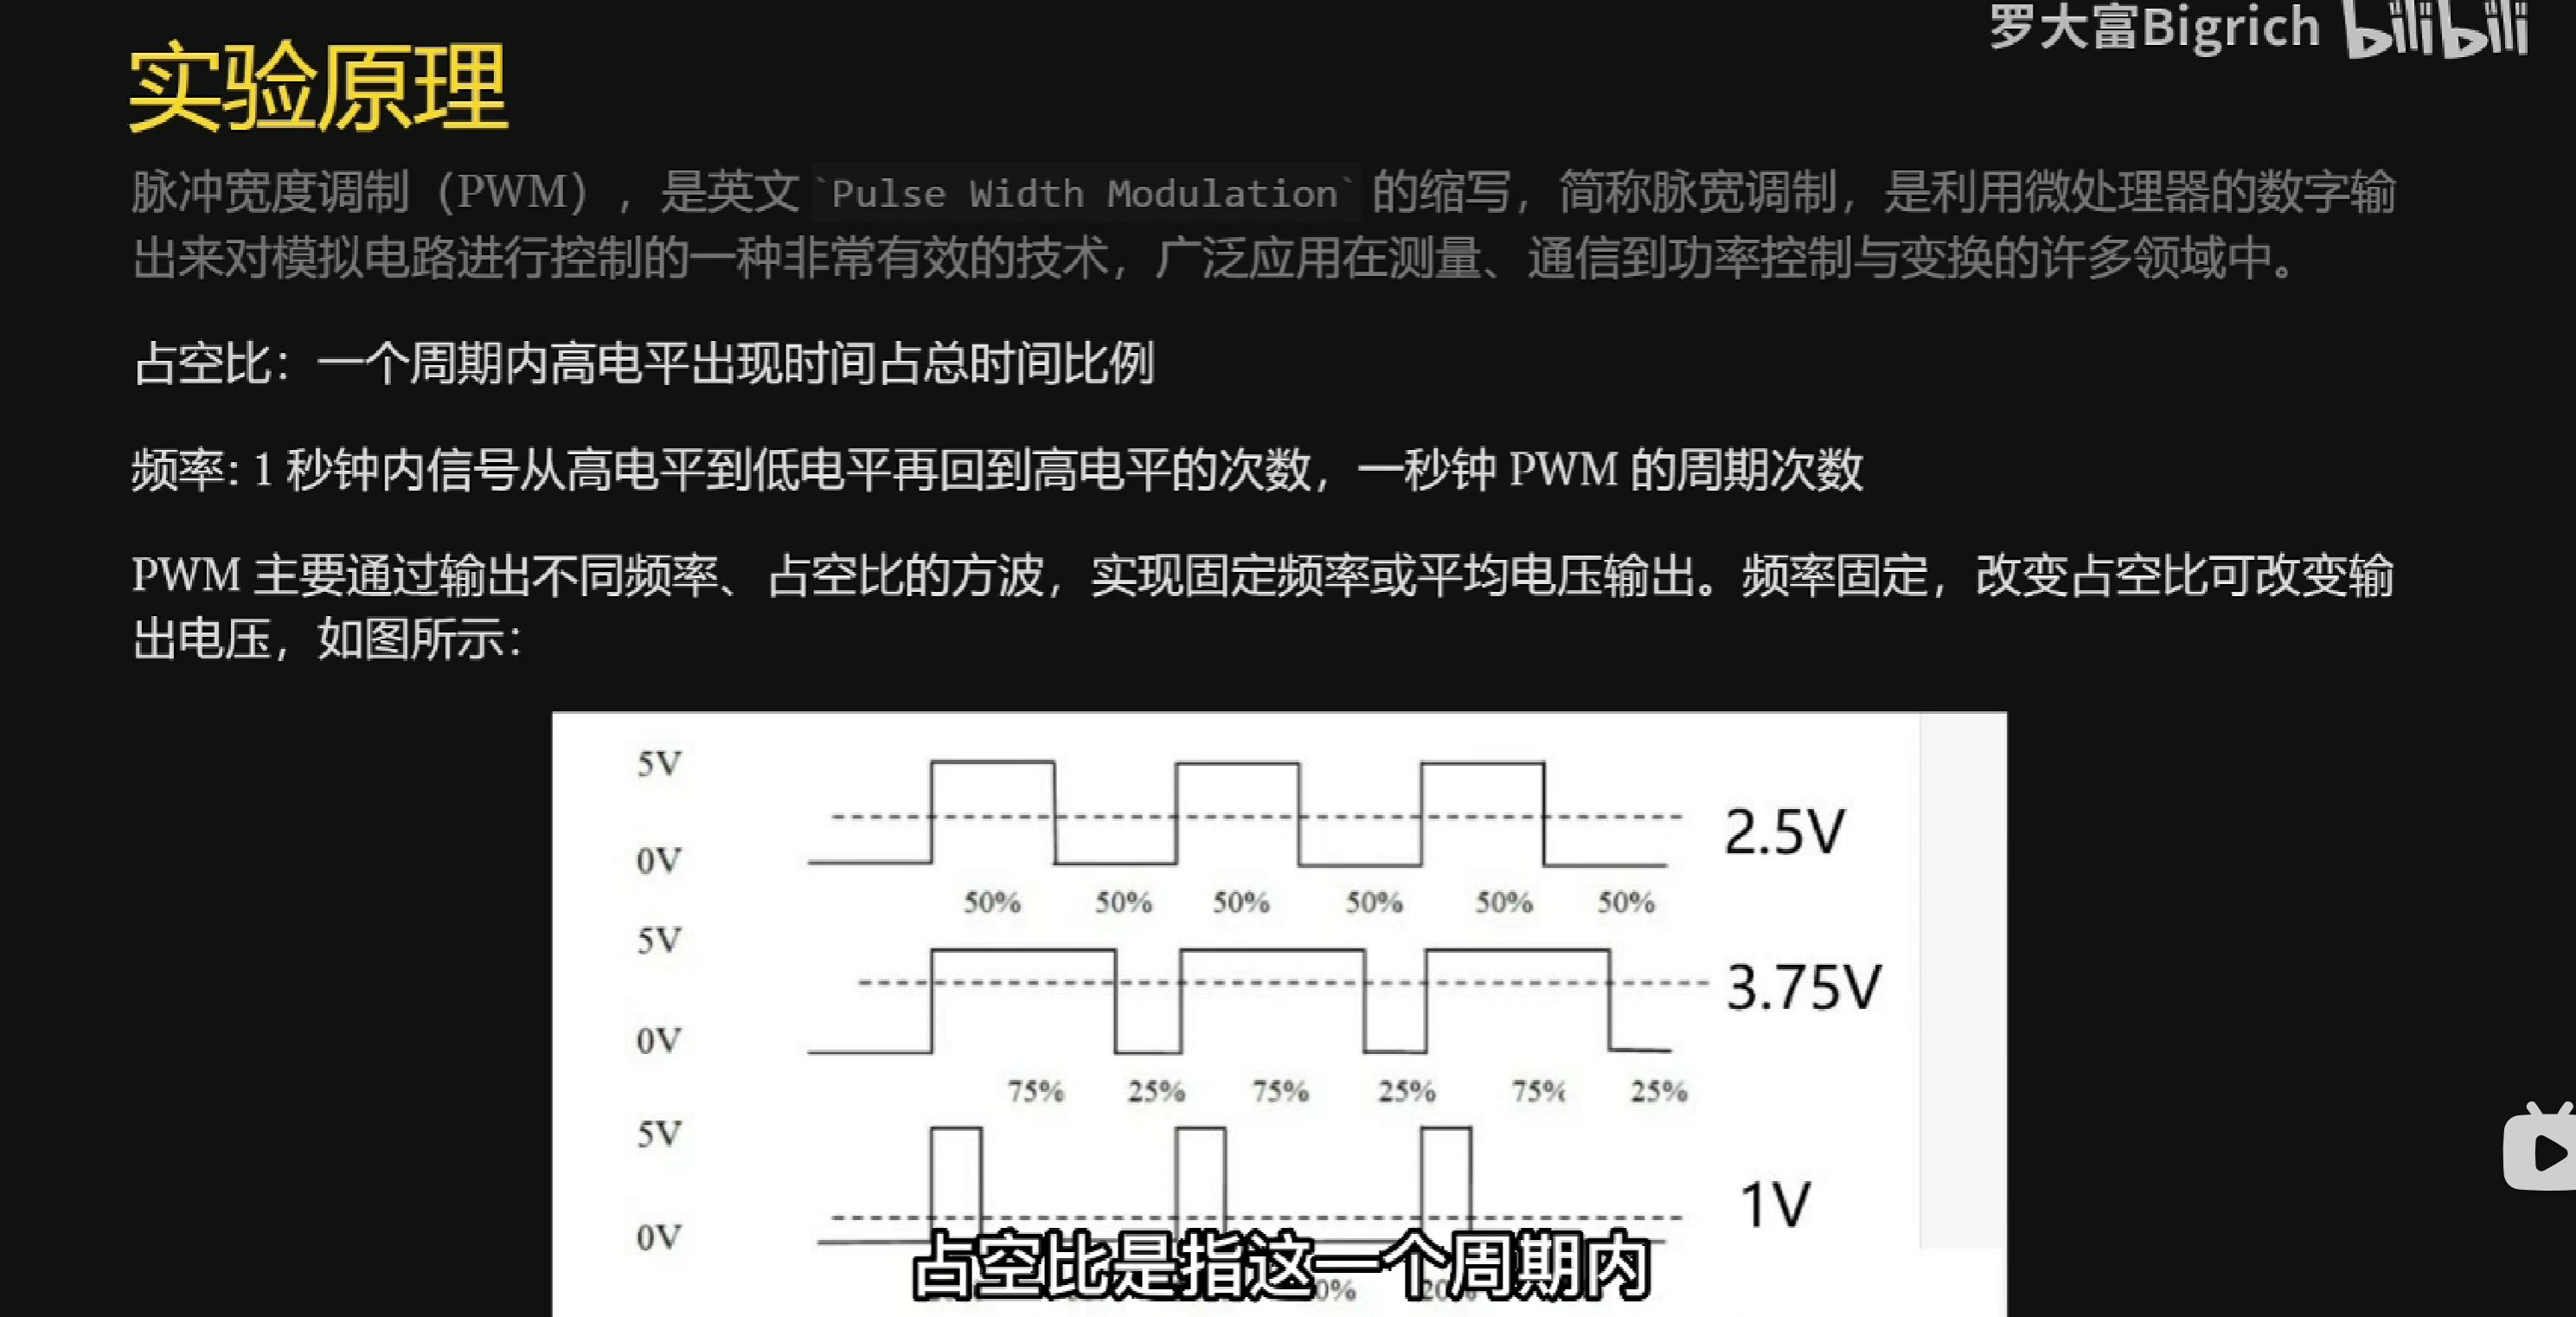 罗大富Bigrich bilibili
实验原理
脉冲宽度调制（PWM），是英文 `Pulse Width Modulation` 的缩写，简称脉宽调制，是利用微处理器的数字输
出来对模拟电路进行控制的一种非常有效的技术，广泛应用在测量、通信到功率控制与变换的许多领域中。
占空比：一个周期内高电平出现时间占总时间比例
频率: 1 秒钟内信号从高电平到低电平再回到高电平的次数，一秒钟 PWM 的周期次数
PWM 主要通过输出不同频率、占空比的方波，实现固定频率或平均电压输出。频率固定，改变占空比可改变输
出电压，如图所示：
5V
2.5V
0V
50% 50% 50% 50% 50% 50%
5V
3.75V
0V
75% 25% 75% 25% 75% 25%
5V
1V
0V
占空比是指这一个周期内